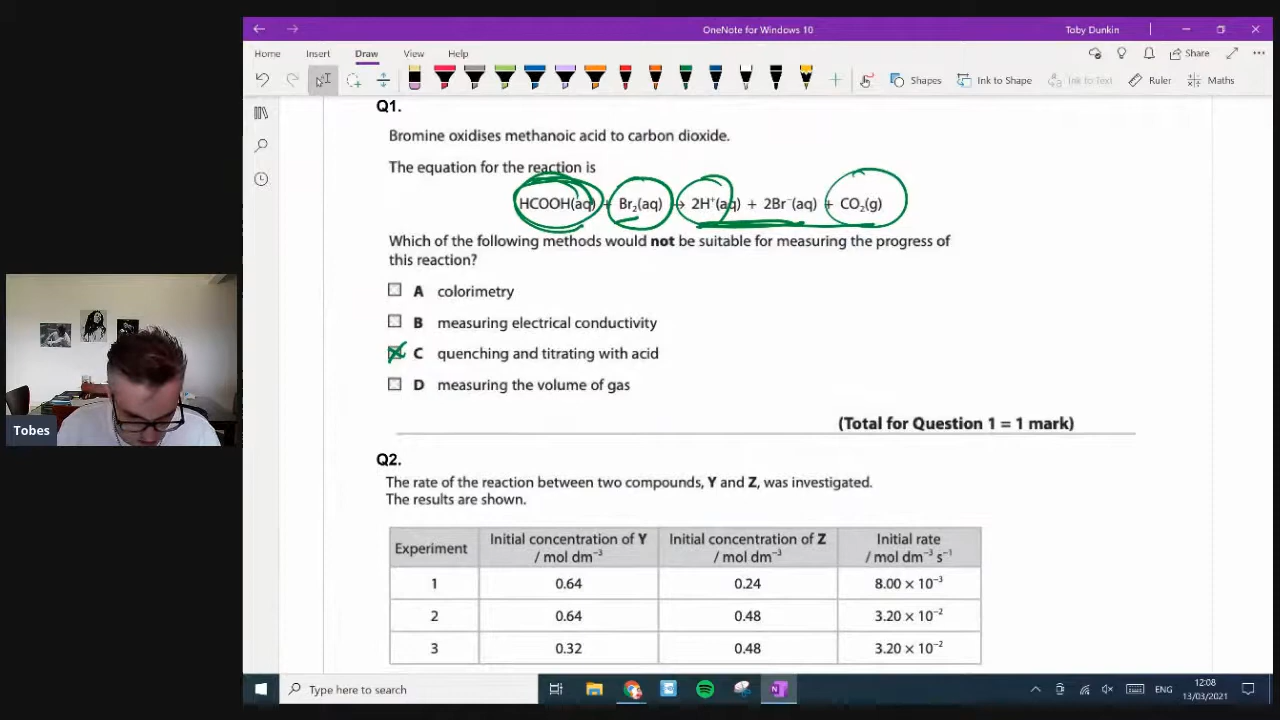 OneNote for Windows 10
Toby Dunkin
Home Insert Draw View Help
Share
Shapes
Ink to Shape
Ink to Text
Ruler
Maths
Q1.
Bromine oxidises methanoic acid to carbon dioxide.
The equation for the reaction is
HCOOH(aq) + Br₂(aq) → 2H⁺(aq) + 2Br⁻(aq) + CO₂(g)
Which of the following methods would not be suitable for measuring the progress of
this reaction?
A colorimetry
B measuring electrical conductivity
C quenching and titrating with acid
D measuring the volume of gas
(Total for Question 1 = 1 mark)
Q2.
The rate of the reaction between two compounds, Y and Z, was investigated.
The results are shown.
Experiment Initial concentration of Y / mol dm⁻³ Initial concentration of Z / mol dm⁻³ Initial rate / mol dm⁻³ s⁻¹
1 0.64 0.24 8.00 × 10⁻³
2 0.64 0.48 3.20 × 10⁻²
3 0.32 0.48 3.20 × 10⁻²
Tobes
Type here to search
ENG
12:08
13/03/2021